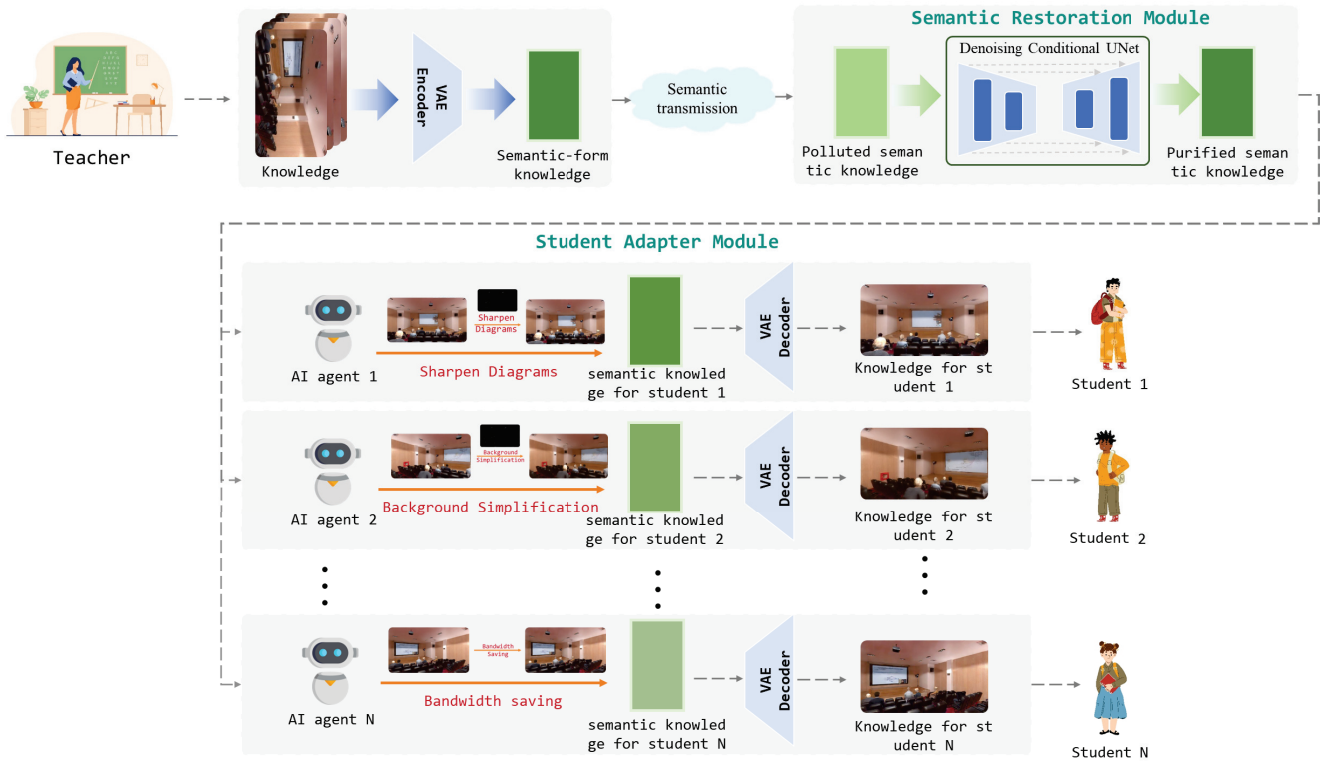 Semantic Restoration Module
Denoising Conditional UNet
VAE
Encoder
Semantic
transmission
Teacher
Knowledge
Semantic-form
knowledge
Polluted seman
tic knowledge
Purified seman
tic knowledge
Student Adapter Module
Sharpen
Diagrams
AI agent 1
Sharpen Diagrams
semantic knowled
ge for student 1
VAE
Decoder
Knowledge for st
udent 1
Student 1
Background
Simplification
AI agent 2
Background Simplification
semantic knowled
ge for student 2
VAE
Decoder
Knowledge for st
udent 2
Student 2
Bandwidth
Saving
AI agent N
Bandwidth saving
semantic knowled
ge for student N
VAE
Decoder
Knowledge for st
udent N
Student N